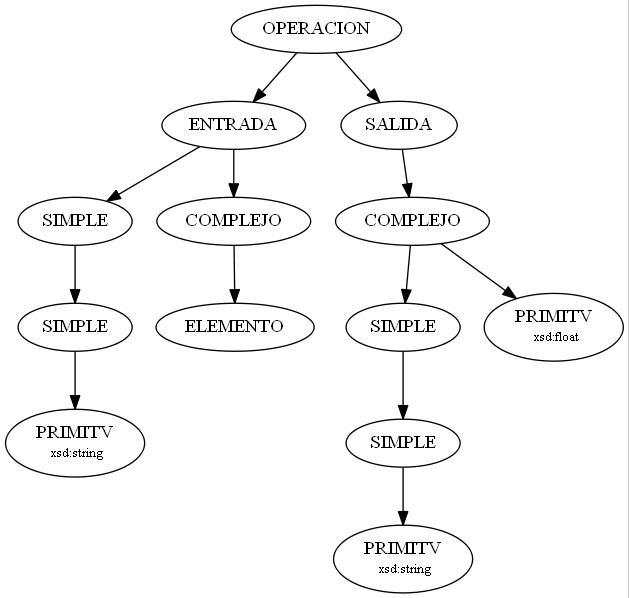 OPERACION
ENTRADA
SALIDA
SIMPLE
COMPLEJO
COMPLEJO
SIMPLE
ELEMENTO
SIMPLE
PRIMITV
xsd:float
PRIMITV
xsd:string
SIMPLE
PRIMITV
xsd:string